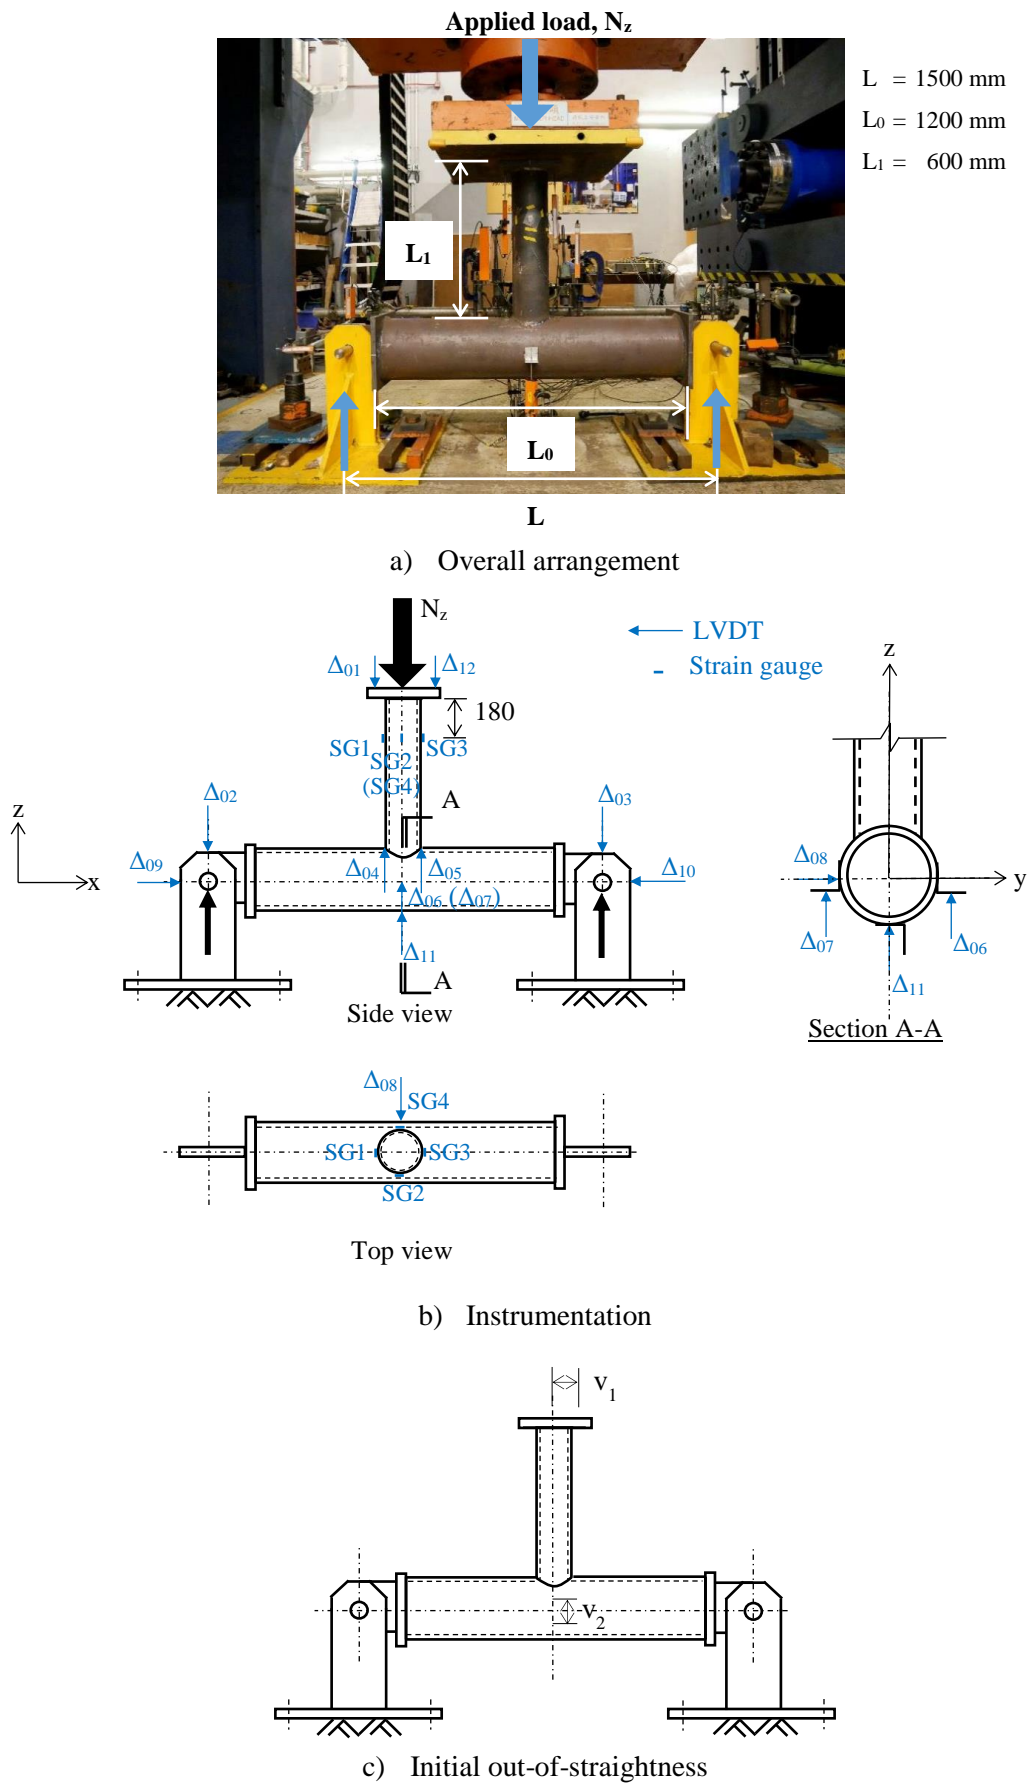 Applied load, Nz
L = 1500 mm
L0 = 1200 mm
L1 = 600 mm
L1
L0
L
a) Overall arrangement
Nz
LVDT
Strain gauge
Δ01
Δ12
180
SG1
SG3
SG2
(SG4)
A
Δ02
Δ03
z
x
Δ09
Δ04
Δ05
Δ10
Δ06 (Δ07)
Δ11
A
Side view
z
y
Δ08
Δ07
Δ06
Δ11
Section A-A
Δ08
SG4
SG1
SG3
SG2
Top view
b) Instrumentation
v1
v2
c) Initial out-of-straightness